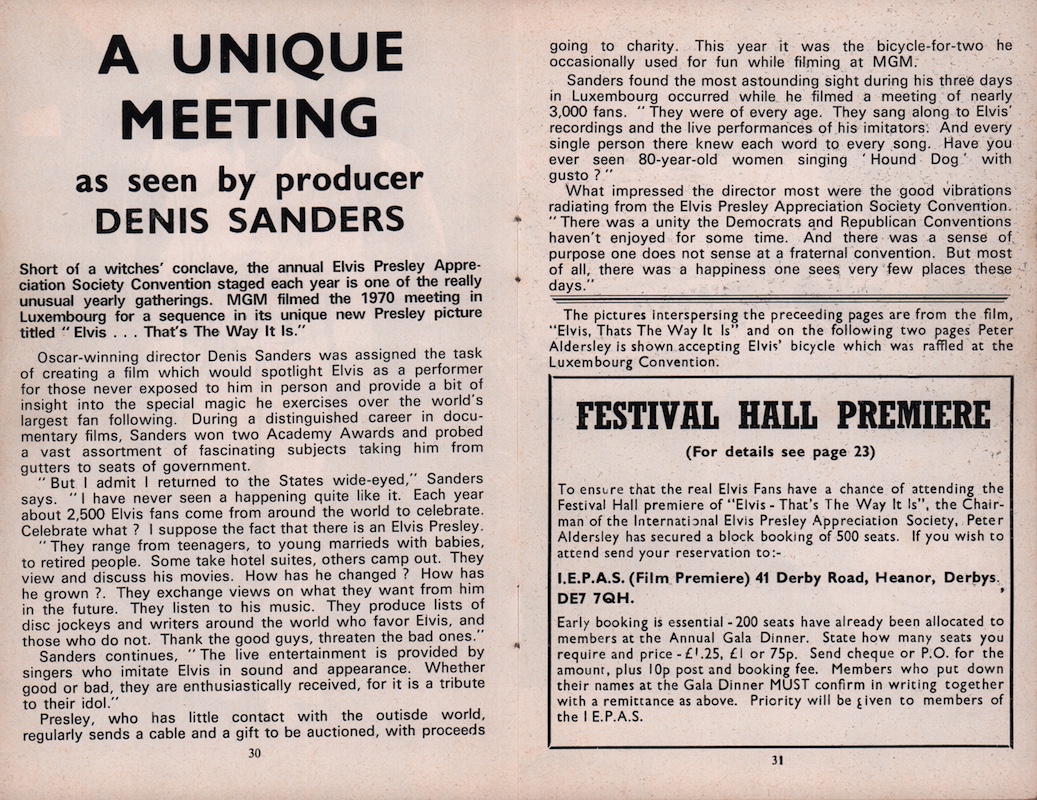 A UNIQUE
MEETING
as seen by producer
DENIS SANDERS
Short of a witches' conclave, the annual Elvis Presley Appre-
ciation Society Convention staged each year is one of the really
unusual yearly gatherings. MGM filmed the 1970 meeting in
Luxembourg for a sequence in its unique new Presley picture
titled "Elvis . . . That's The Way It Is."
Oscar-winning director Denis Sanders was assigned the task
of creating a film which would spotlight Elvis as a performer
for those never exposed to him in person and provide a bit of
insight into the special magic he exercises over the world's
largest fan following. During a distinguished career in docu-
mentary films, Sanders won two Academy Awards and probed
a vast assortment of fascinating subjects taking him from
gutters to seats of government.
"But I admit I returned to the States wide-eyed," Sanders
says. "I have never seen a happening quite like it. Each year
about 2,500 Elvis fans come from around the world to celebrate.
Celebrate what ? I suppose the fact that there is an Elvis Presley.
"They range from teenagers, to young marrieds with babies,
to retired people. Some take hotel suites, others camp out. They
view and discuss his movies. How has he changed ? How has
he grown ?. They exchange views on what they want from him
in the future. They listen to his music. They produce lists of
disc jockeys and writers around the world who favor Elvis, and
those who do not. Thank the good guys, threaten the bad ones."
Sanders continues, "The live entertainment is provided by
singers who imitate Elvis in sound and appearance. Whether
good or bad, they are enthusiastically received, for it is a tribute
to their idol."
Presley, who has little contact with the outisde world,
regularly sends a cable and a gift to be auctioned, with proceeds
30
going to charity. This year it was the bicycle-for-two he
occasionally used for fun while filming at MGM.
Sanders found the most astounding sight during his three days
in Luxembourg occurred while he filmed a meeting of nearly
3,000 fans. "They were of every age. They sang along to Elvis'
recordings and the live performances of his imitators. And every
single person there knew each word to every song. Have you
ever seen 80-year-old women singing 'Hound Dog' with
gusto ?"
What impressed the director most were the good vibrations
radiating from the Elvis Presley Appreciation Society Convention.
"There was a unity the Democrats and Republican Conventions
haven't enjoyed for some time. And there was a sense of
purpose one does not sense at a fraternal convention. But most
of all, there was a happiness one sees very few places these
days."
The pictures interspersing the preceeding pages are from the film,
"Elvis, Thats The Way It Is" and on the following two pages Peter
Aldersley is shown accepting Elvis' bicycle which was raffled at the
Luxembourg Convention.
FESTIVAL HALL PREMIERE
(For details see page 23)
To ensure that the real Elvis Fans have a chance of attending the
Festival Hall premiere of "Elvis - That's The Way It Is", the Chair-
man of the International Elvis Presley Appreciation Society, Peter
Aldersley has secured a block booking of 500 seats. If you wish to
attend send your reservation to:-
I.E.P.A.S. (Film Premiere) 41 Derby Road, Heanor, Derbys.
DE7 7QH.
Early booking is essential - 200 seats have already been allocated to
members at the Annual Gala Dinner. State how many seats you
require and price - £1.25, £1 or 75p. Send cheque or P.O. for the
amount, plus 10p post and booking fee. Members who put down
their names at the Gala Dinner MUST confirm in writing together
with a remittance as above. Priority will be given to members of
the I E.P.A.S.
31